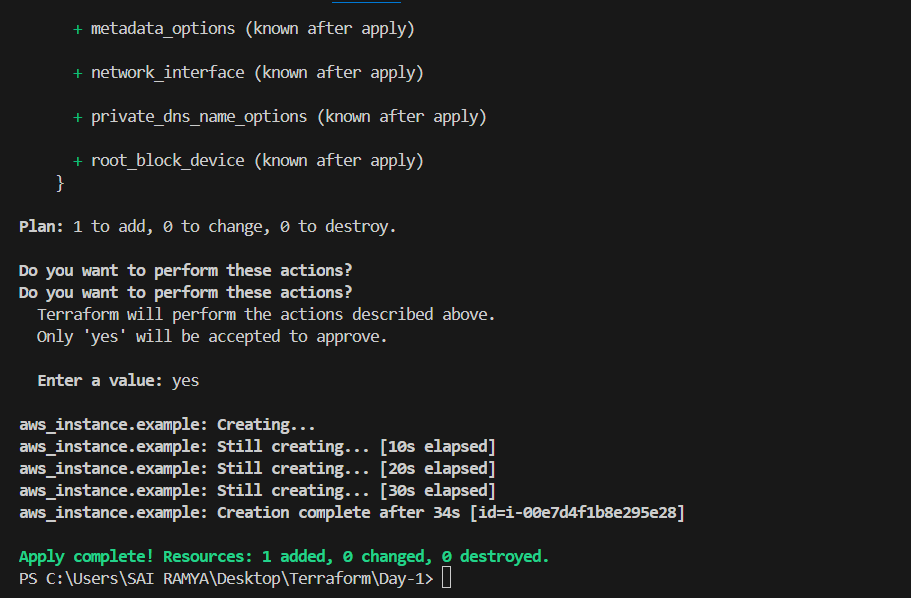 + metadata_options (known after apply)
+ network_interface (known after apply)
+ private_dns_name_options (known after apply)
+ root_block_device (known after apply)
}
Plan: 1 to add, 0 to change, 0 to destroy.
Do you want to perform these actions?
Do you want to perform these actions?
Terraform will perform the actions described above.
Only 'yes' will be accepted to approve.
Enter a value: yes
aws_instance.example: Creating...
aws_instance.example: Still creating... [10s elapsed]
aws_instance.example: Still creating... [20s elapsed]
aws_instance.example: Still creating... [30s elapsed]
aws_instance.example: Creation complete after 34s [id=i-00e7d4f1b8e295e28]
Apply complete! Resources: 1 added, 0 changed, 0 destroyed.
PS C:\Users\SAI RAMYA\Desktop\Terraform\Day-1>